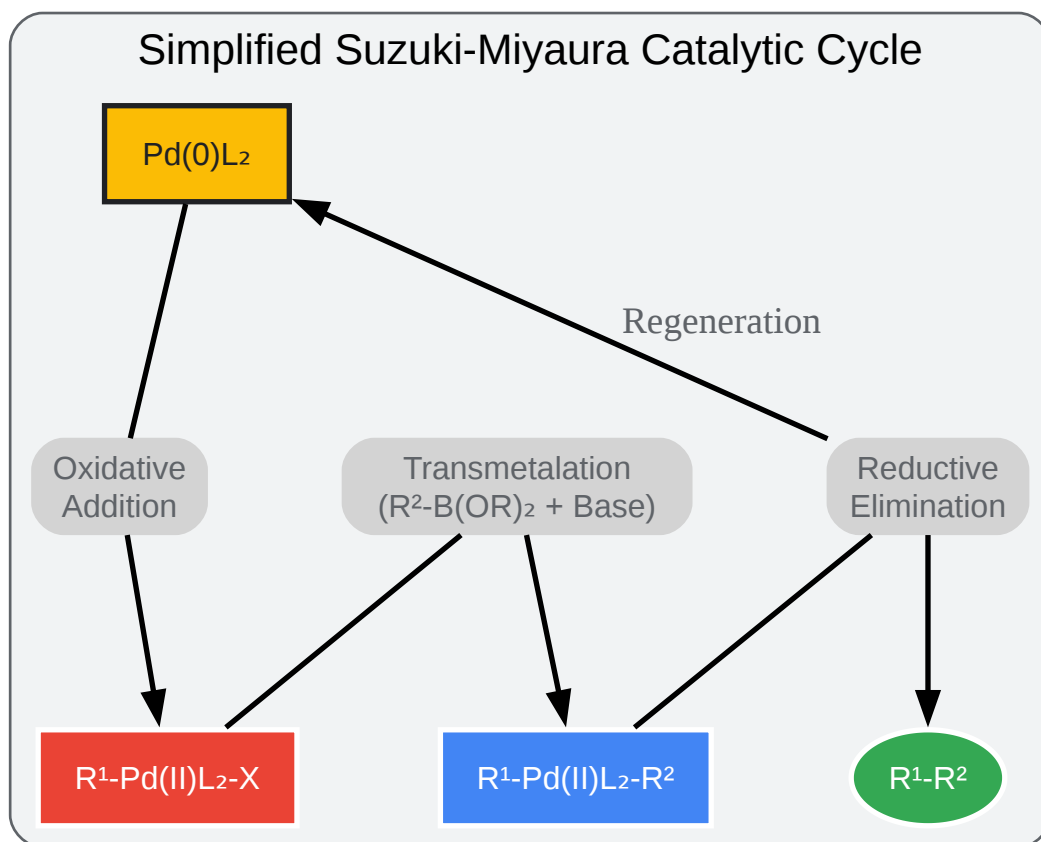 Simplified Suzuki-Miyaura Catalytic Cycle
Pd(0)L₂
Regeneration
Oxidative
Addition
Transmetalation
(R²-B(OR)₂ + Base)
Reductive
Elimination
R¹-Pd(II)L₂-X
R¹-Pd(II)L₂-R²
R¹-R²